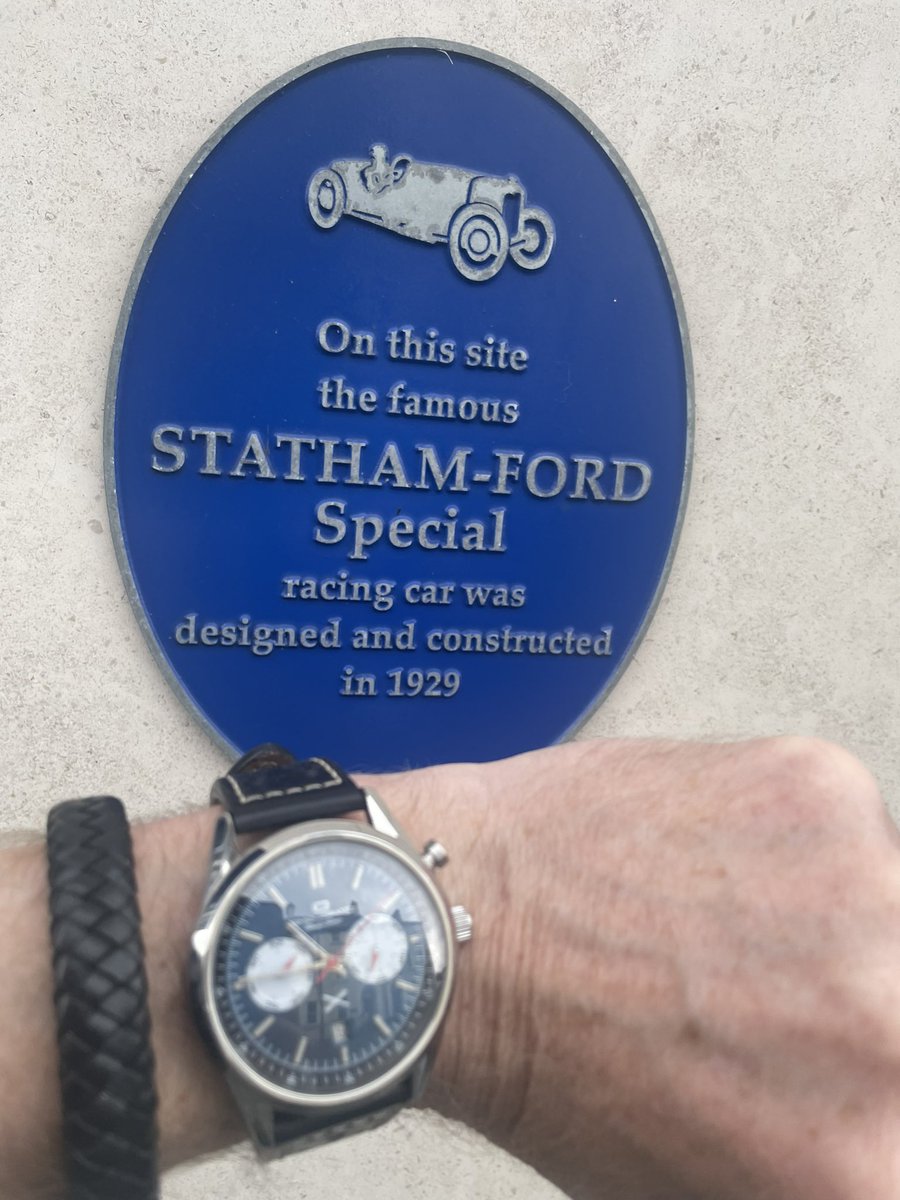 On this site
the famous
STATHAM-FORD
Special
racing car was
designed and constructed
in 1929